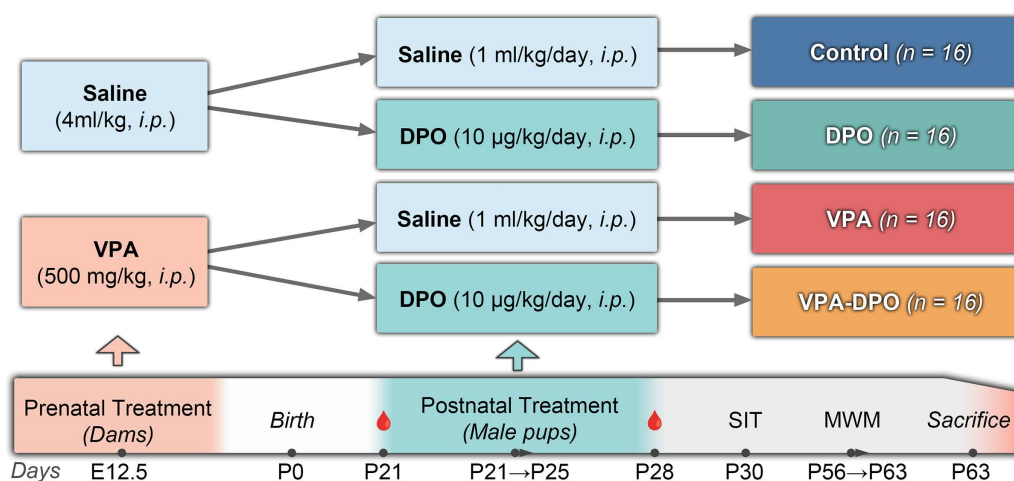 Saline
(4ml/kg, i.p.)
Saline (1 ml/kg/day, i.p.)
Control (n = 16)
DPO (10 µg/kg/day, i.p.)
DPO (n = 16)
VPA
(500 mg/kg, i.p.)
Saline (1 ml/kg/day, i.p.)
VPA (n = 16)
DPO (10 µg/kg/day, i.p.)
VPA-DPO (n = 16)
Prenatal Treatment
(Dams)
Birth
Postnatal Treatment
(Male pups)
SIT
MWM
Sacrifice
Days E12.5 P0 P21 P21→P25 P28 P30 P56→P63 P63